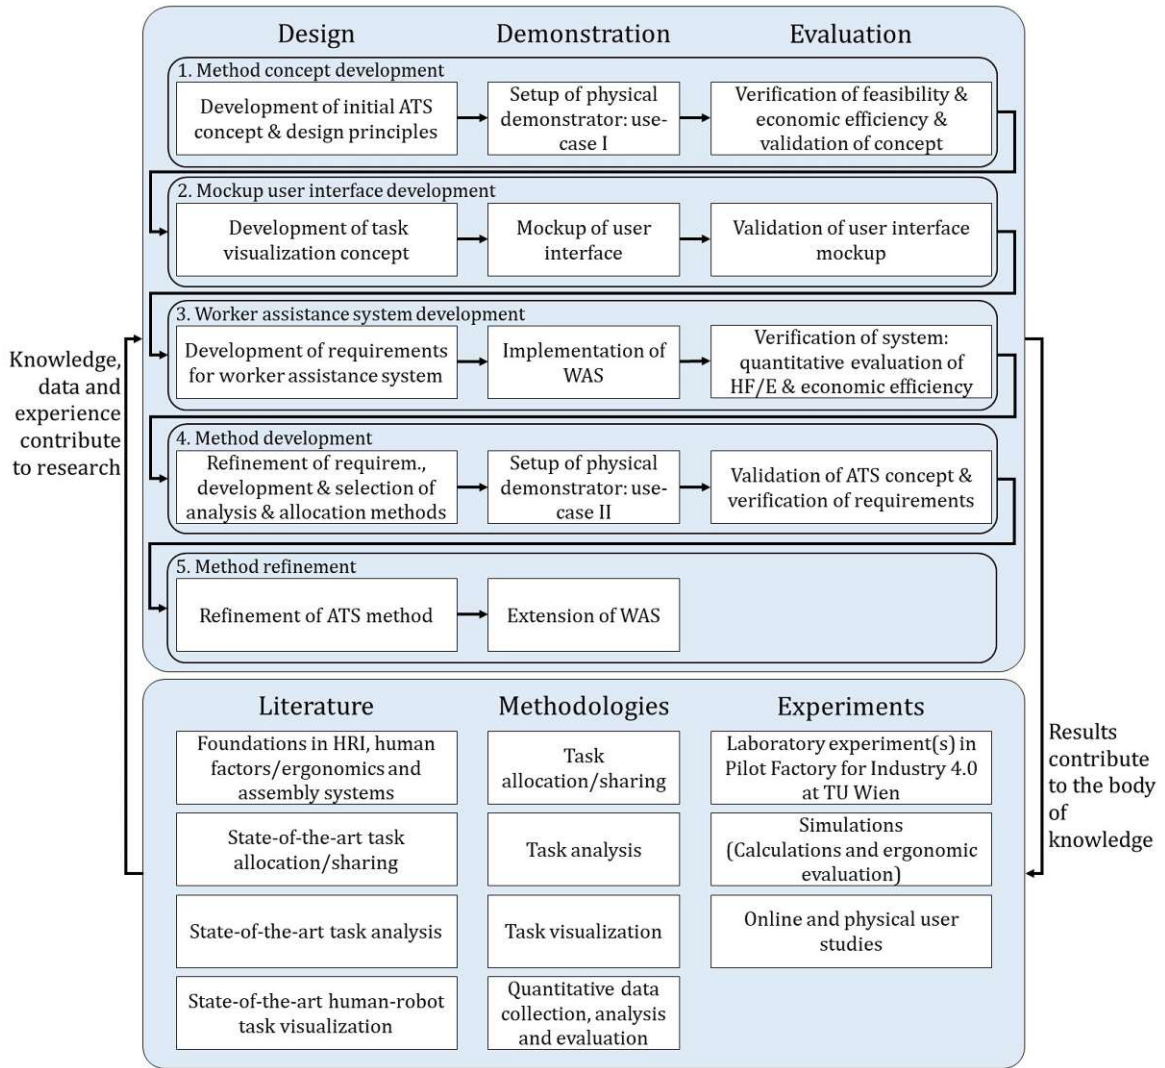 Design
Demonstration
Evaluation
1. Method concept development
Development of initial ATS
concept & design principles
Setup of physical
demonstrator: use-
case I
Verification of feasibility &
economic efficiency &
validation of concept
2. Mockup user interface development
Development of task
visualization concept
Mockup of user
interface
Validation of user interface
mockup
3. Worker assistance system development
Development of requirements
for worker assistance system
Implementation of
WAS
Verification of system:
quantitative evaluation of
HF/E & economic efficiency
4. Method development
Refinement of requirem.,
development & selection of
analysis & allocation methods
Setup of physical
demonstrator: use-
case II
Validation of ATS concept &
verification of requirements
5. Method refinement
Refinement of ATS method
Extension of WAS
Knowledge,
data and
experience
contribute
to research
Results
contribute
to the body
of
knowledge
Literature
Methodologies
Experiments
Foundations in HRI, human
factors/ergonomics and
assembly systems
Task
allocation/sharing
Laboratory experiment(s) in
Pilot Factory for Industry 4.0
at TU Wien
State-of-the-art task
allocation/sharing
Task analysis
Simulations
(Calculations and ergonomic
evaluation)
State-of-the-art task analysis
Task visualization
Online and physical user
studies
State-of-the-art human-robot
task visualization
Quantitative data
collection, analysis
and evaluation